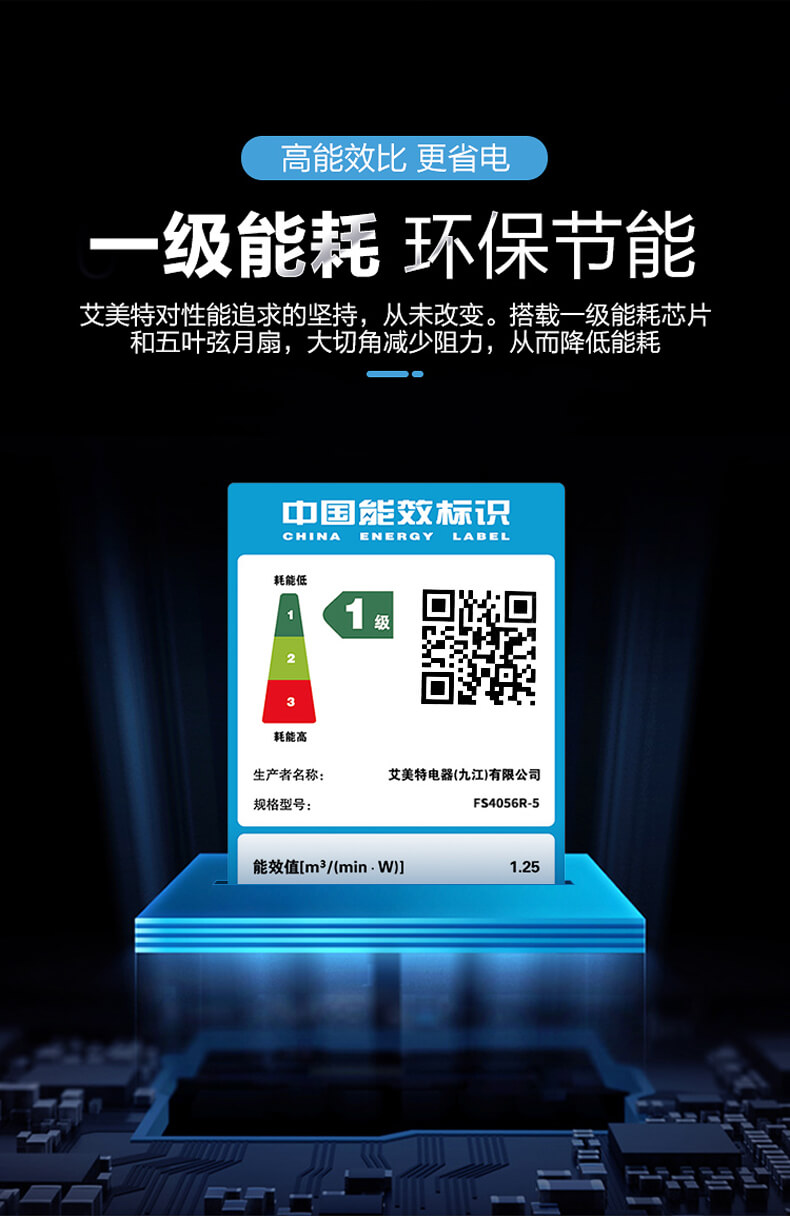 高能效比 更省电
一级能耗 环保节能
艾美特对性能追求的坚持，从未改变。搭载一级能耗芯片
和五叶弦月扇，大切角减少阻力，从而降低能耗
中国能效标识
CHINA ENERGY LABEL
耗能低
1
1级
2
3
耗能高
生产者名称： 艾美特电器(九江)有限公司
规格型号： FS4056R-5
能效值[m³/(min·W)] 1.25